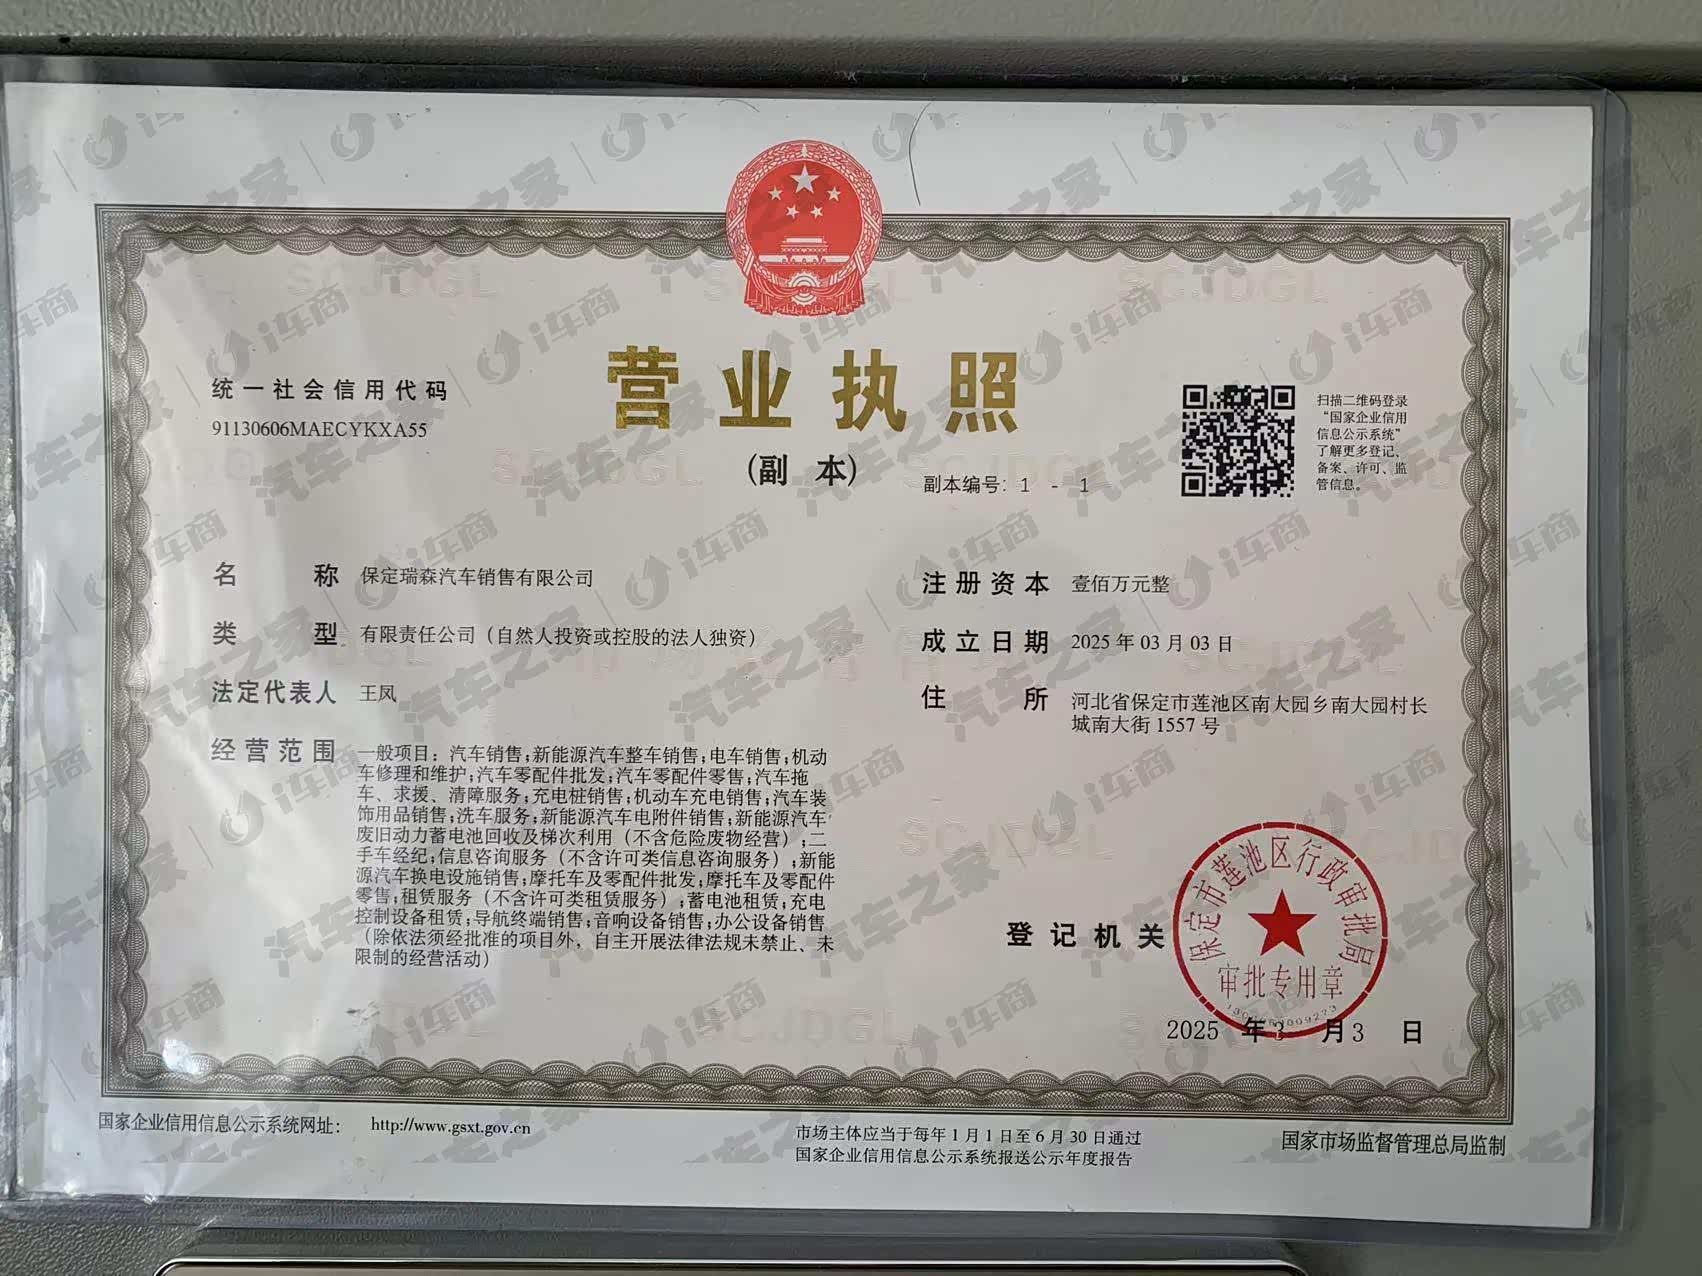 营业执照
(副 本)
副本编号：1 - 1
统一社会信用代码
91130606MAECYKXA55
扫描二维码登录
“国家企业信用
信息公示系统”
了解更多登记、
备案、许可、监
管信息。
名 称 保定瑞森汽车销售有限公司
类 型 有限责任公司（自然人投资或控股的法人独资）
法定代表人 王凤
经营范围 一般项目：汽车销售;新能源汽车整车销售;电车销售;机动
车修理和维护;汽车零配件批发;汽车零配件零售;汽车拖
车、求援、清障服务;充电桩销售;机动车充电销售;汽车装
饰用品销售;洗车服务;新能源汽车电附件销售;新能源汽车
废旧动力蓄电池回收及梯次利用（不含危险废物经营）;二
手车经纪;信息咨询服务（不含许可类信息咨询服务）;新能
源汽车换电设施销售;摩托车及零配件批发;摩托车及零配件
零售;租赁服务（不含许可类租赁服务）;蓄电池租赁;充电
控制设备租赁;导航终端销售;音响设备销售;办公设备销售
（除依法须经批准的项目外，自主开展法律法规未禁止、未
限制的经营活动）
注册资本 壹佰万元整
成立日期 2025年03月03日
住 所 河北省保定市莲池区南大园乡南大园村长
城南大街1557号
登记机关
保定市莲池区行政审批局
审批专用章
2025 年 3 月 3 日
国家企业信用信息公示系统网址： http://www.gsxt.gov.cn
市场主体应当于每年1月1日至6月30日通过
国家企业信用信息公示系统报送公示年度报告
国家市场监督管理总局监制
汽车之家 | i车商
SCJDGL